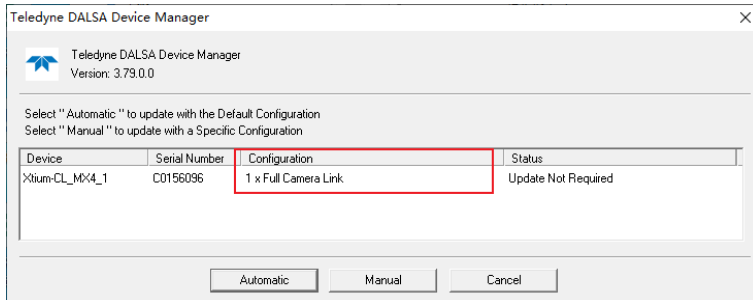 Teledyne DALSA Device Manager
Teledyne DALSA Device Manager
Version: 3.79.0.0
Select "Automatic" to update with the Default Configuration
Select "Manual" to update with a Specific Configuration
Device Serial Number Configuration Status
Xtium-CL_MX4_1 C0156096 1 x Full Camera Link Update Not Required
Automatic Manual Cancel